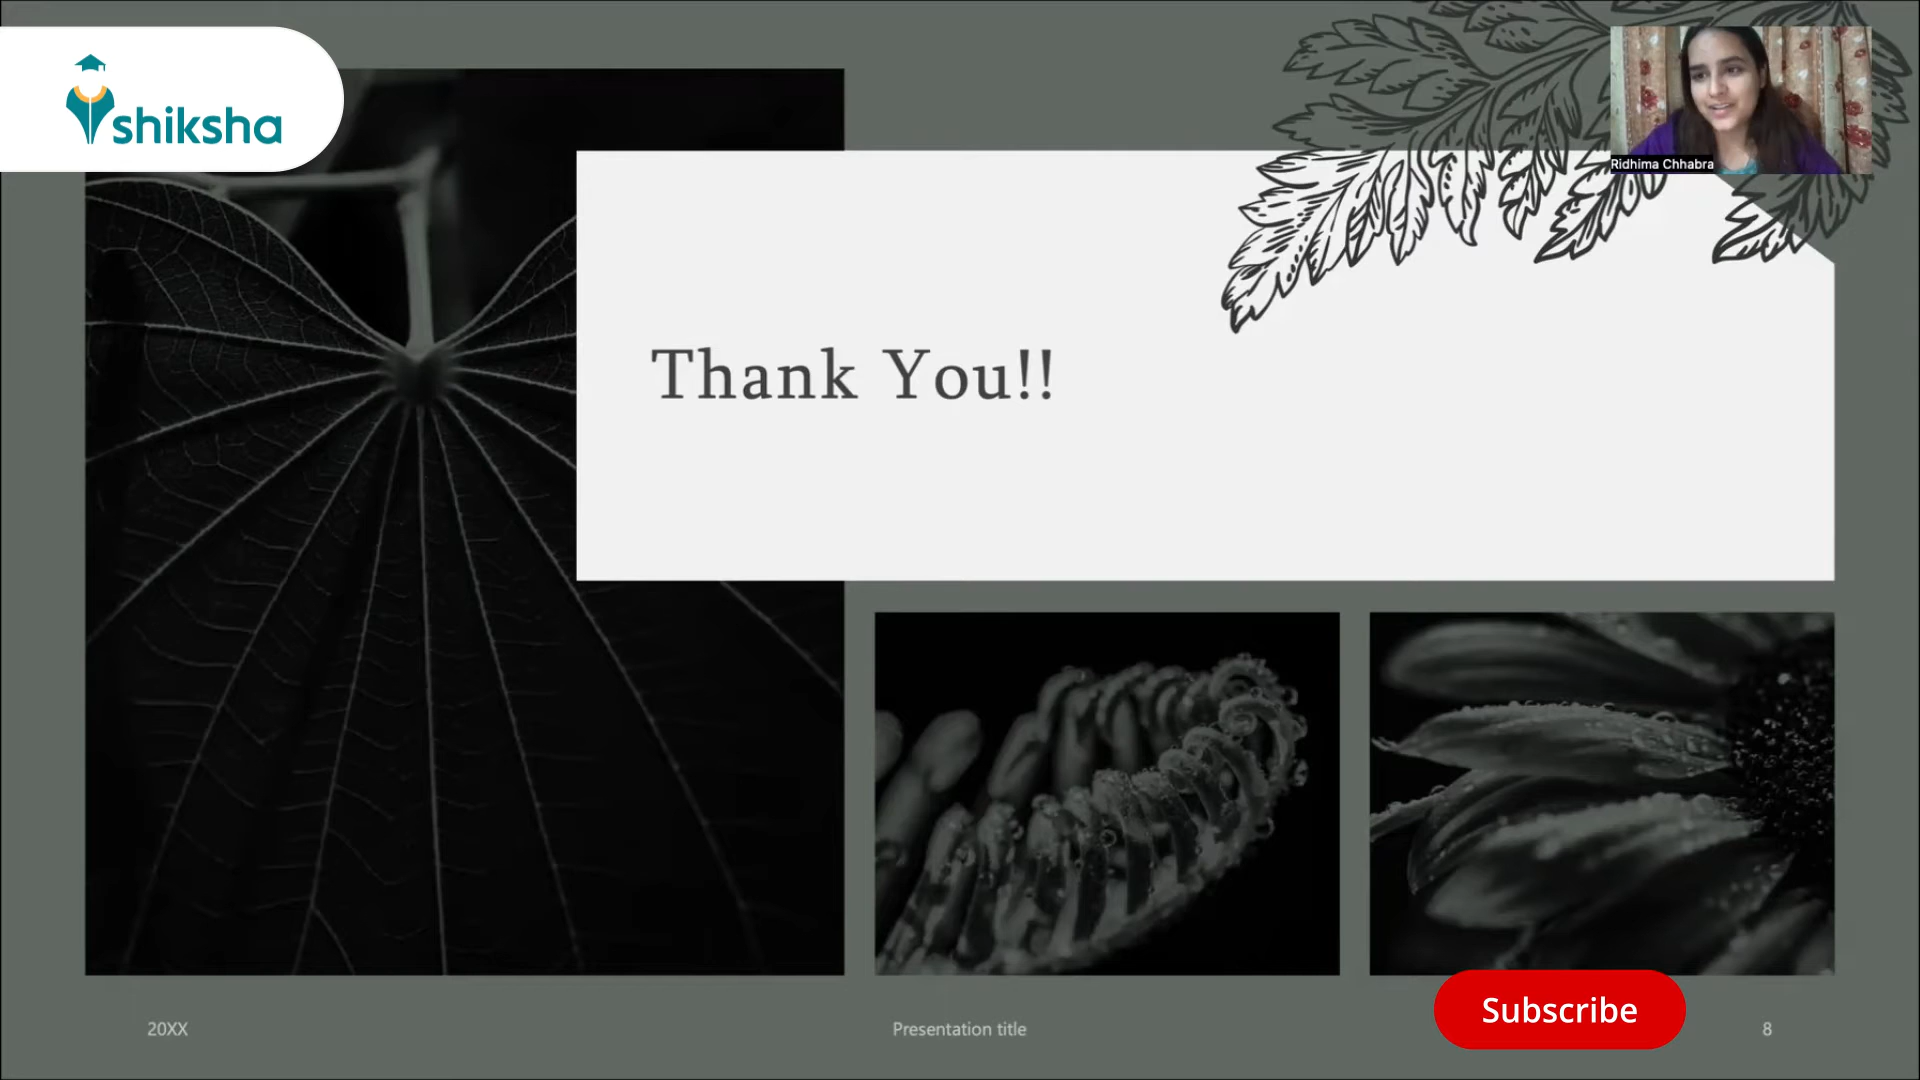 shiksha
Ridhima Chhabra
Thank You!!
20XX
Presentation title
Subscribe
8